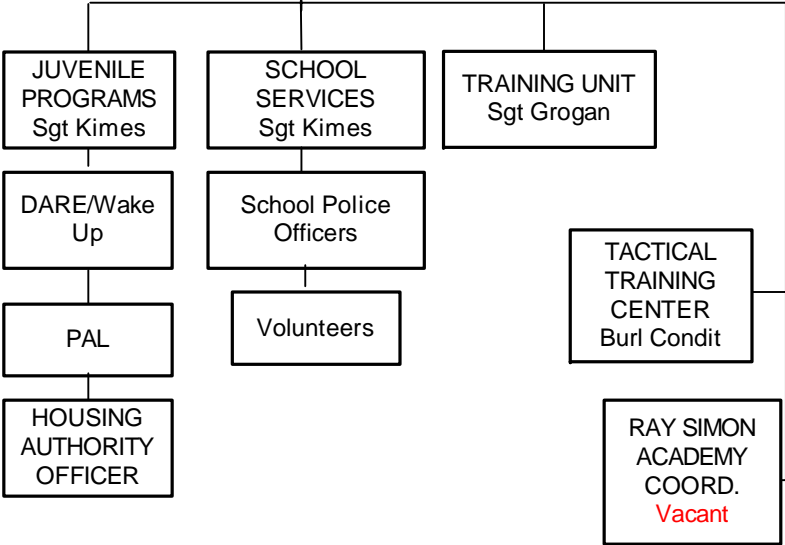 JUVENILE
PROGRAMS
Sgt Kimes
SCHOOL
SERVICES
Sgt Kimes
TRAINING UNIT
Sgt Grogan
DARE/Wake
Up
School Police
Officers
TACTICAL
TRAINING
CENTER
Burl Condit
PAL
Volunteers
HOUSING
AUTHORITY
OFFICER
RAY SIMON
ACADEMY
COORD.
Vacant